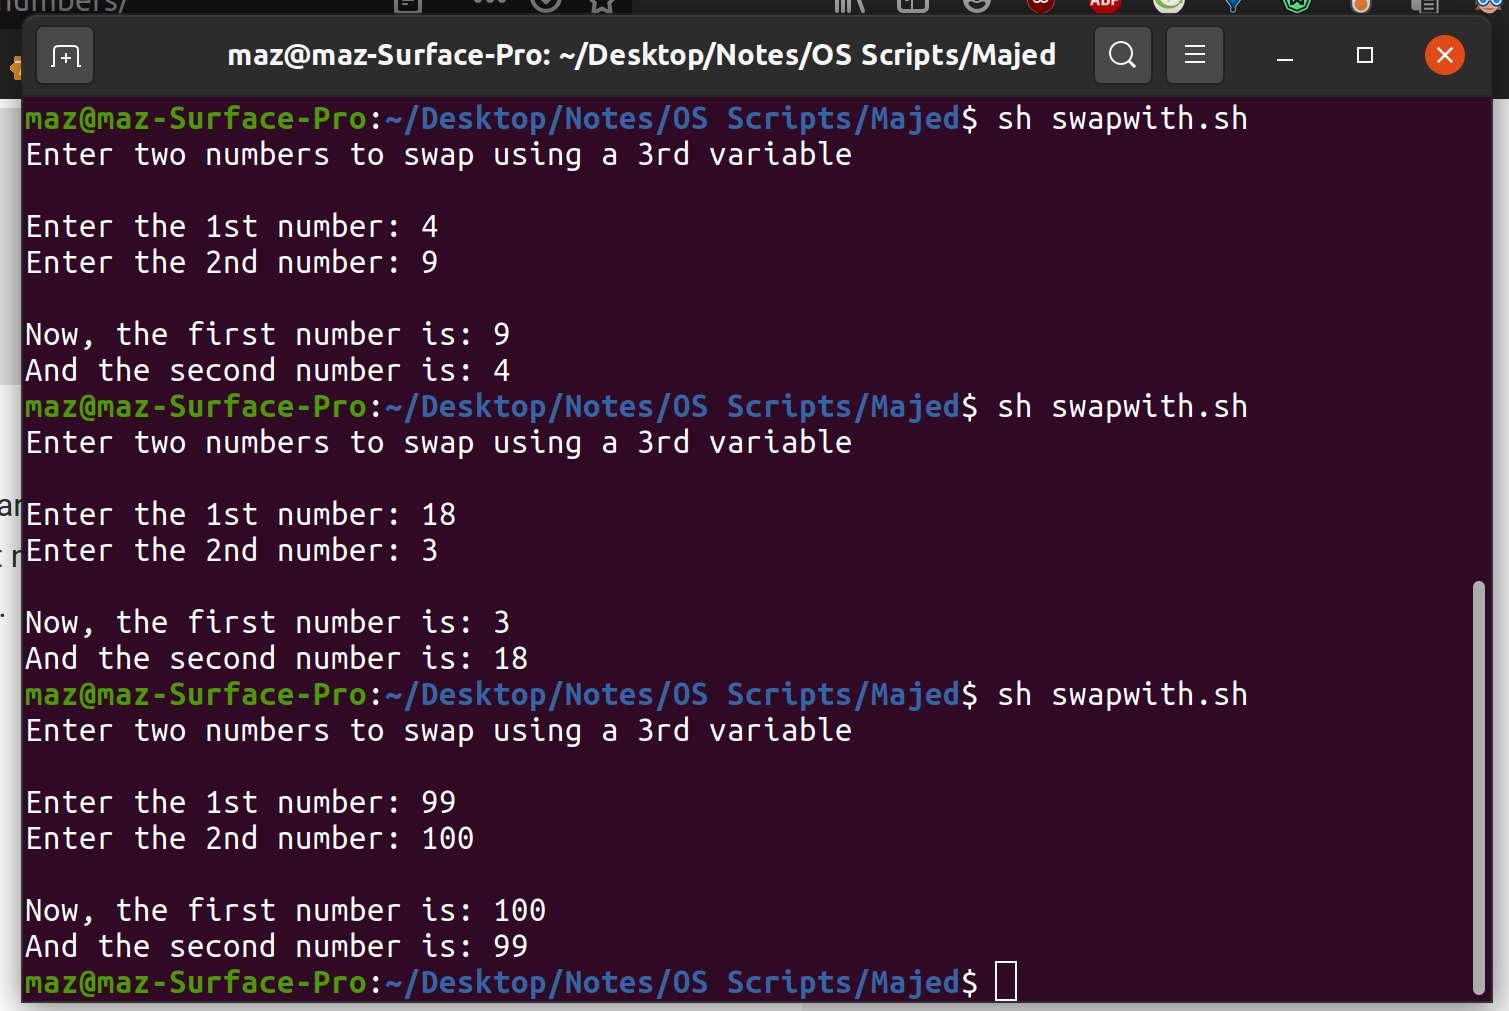 numbers/
ABP
maz@maz-Surface-Pro: ~/Desktop/Notes/OS Scripts/Majed
maz@maz-Surface-Pro:~/Desktop/Notes/OS Scripts/Majed$ sh swapwith.sh
Enter two numbers to swap using a 3rd variable
Enter the 1st number: 4
Enter the 2nd number: 9
Now, the first number is: 9
And the second number is: 4
maz@maz-Surface-Pro:~/Desktop/Notes/OS Scripts/Majed$ sh swapwith.sh
Enter two numbers to swap using a 3rd variable
Enter the 1st number: 18
Enter the 2nd number: 3
Now, the first number is: 3
And the second number is: 18
maz@maz-Surface-Pro:~/Desktop/Notes/OS Scripts/Majed$ sh swapwith.sh
Enter two numbers to swap using a 3rd variable
Enter the 1st number: 99
Enter the 2nd number: 100
Now, the first number is: 100
And the second number is: 99
maz@maz-Surface-Pro:~/Desktop/Notes/OS Scripts/Majed$